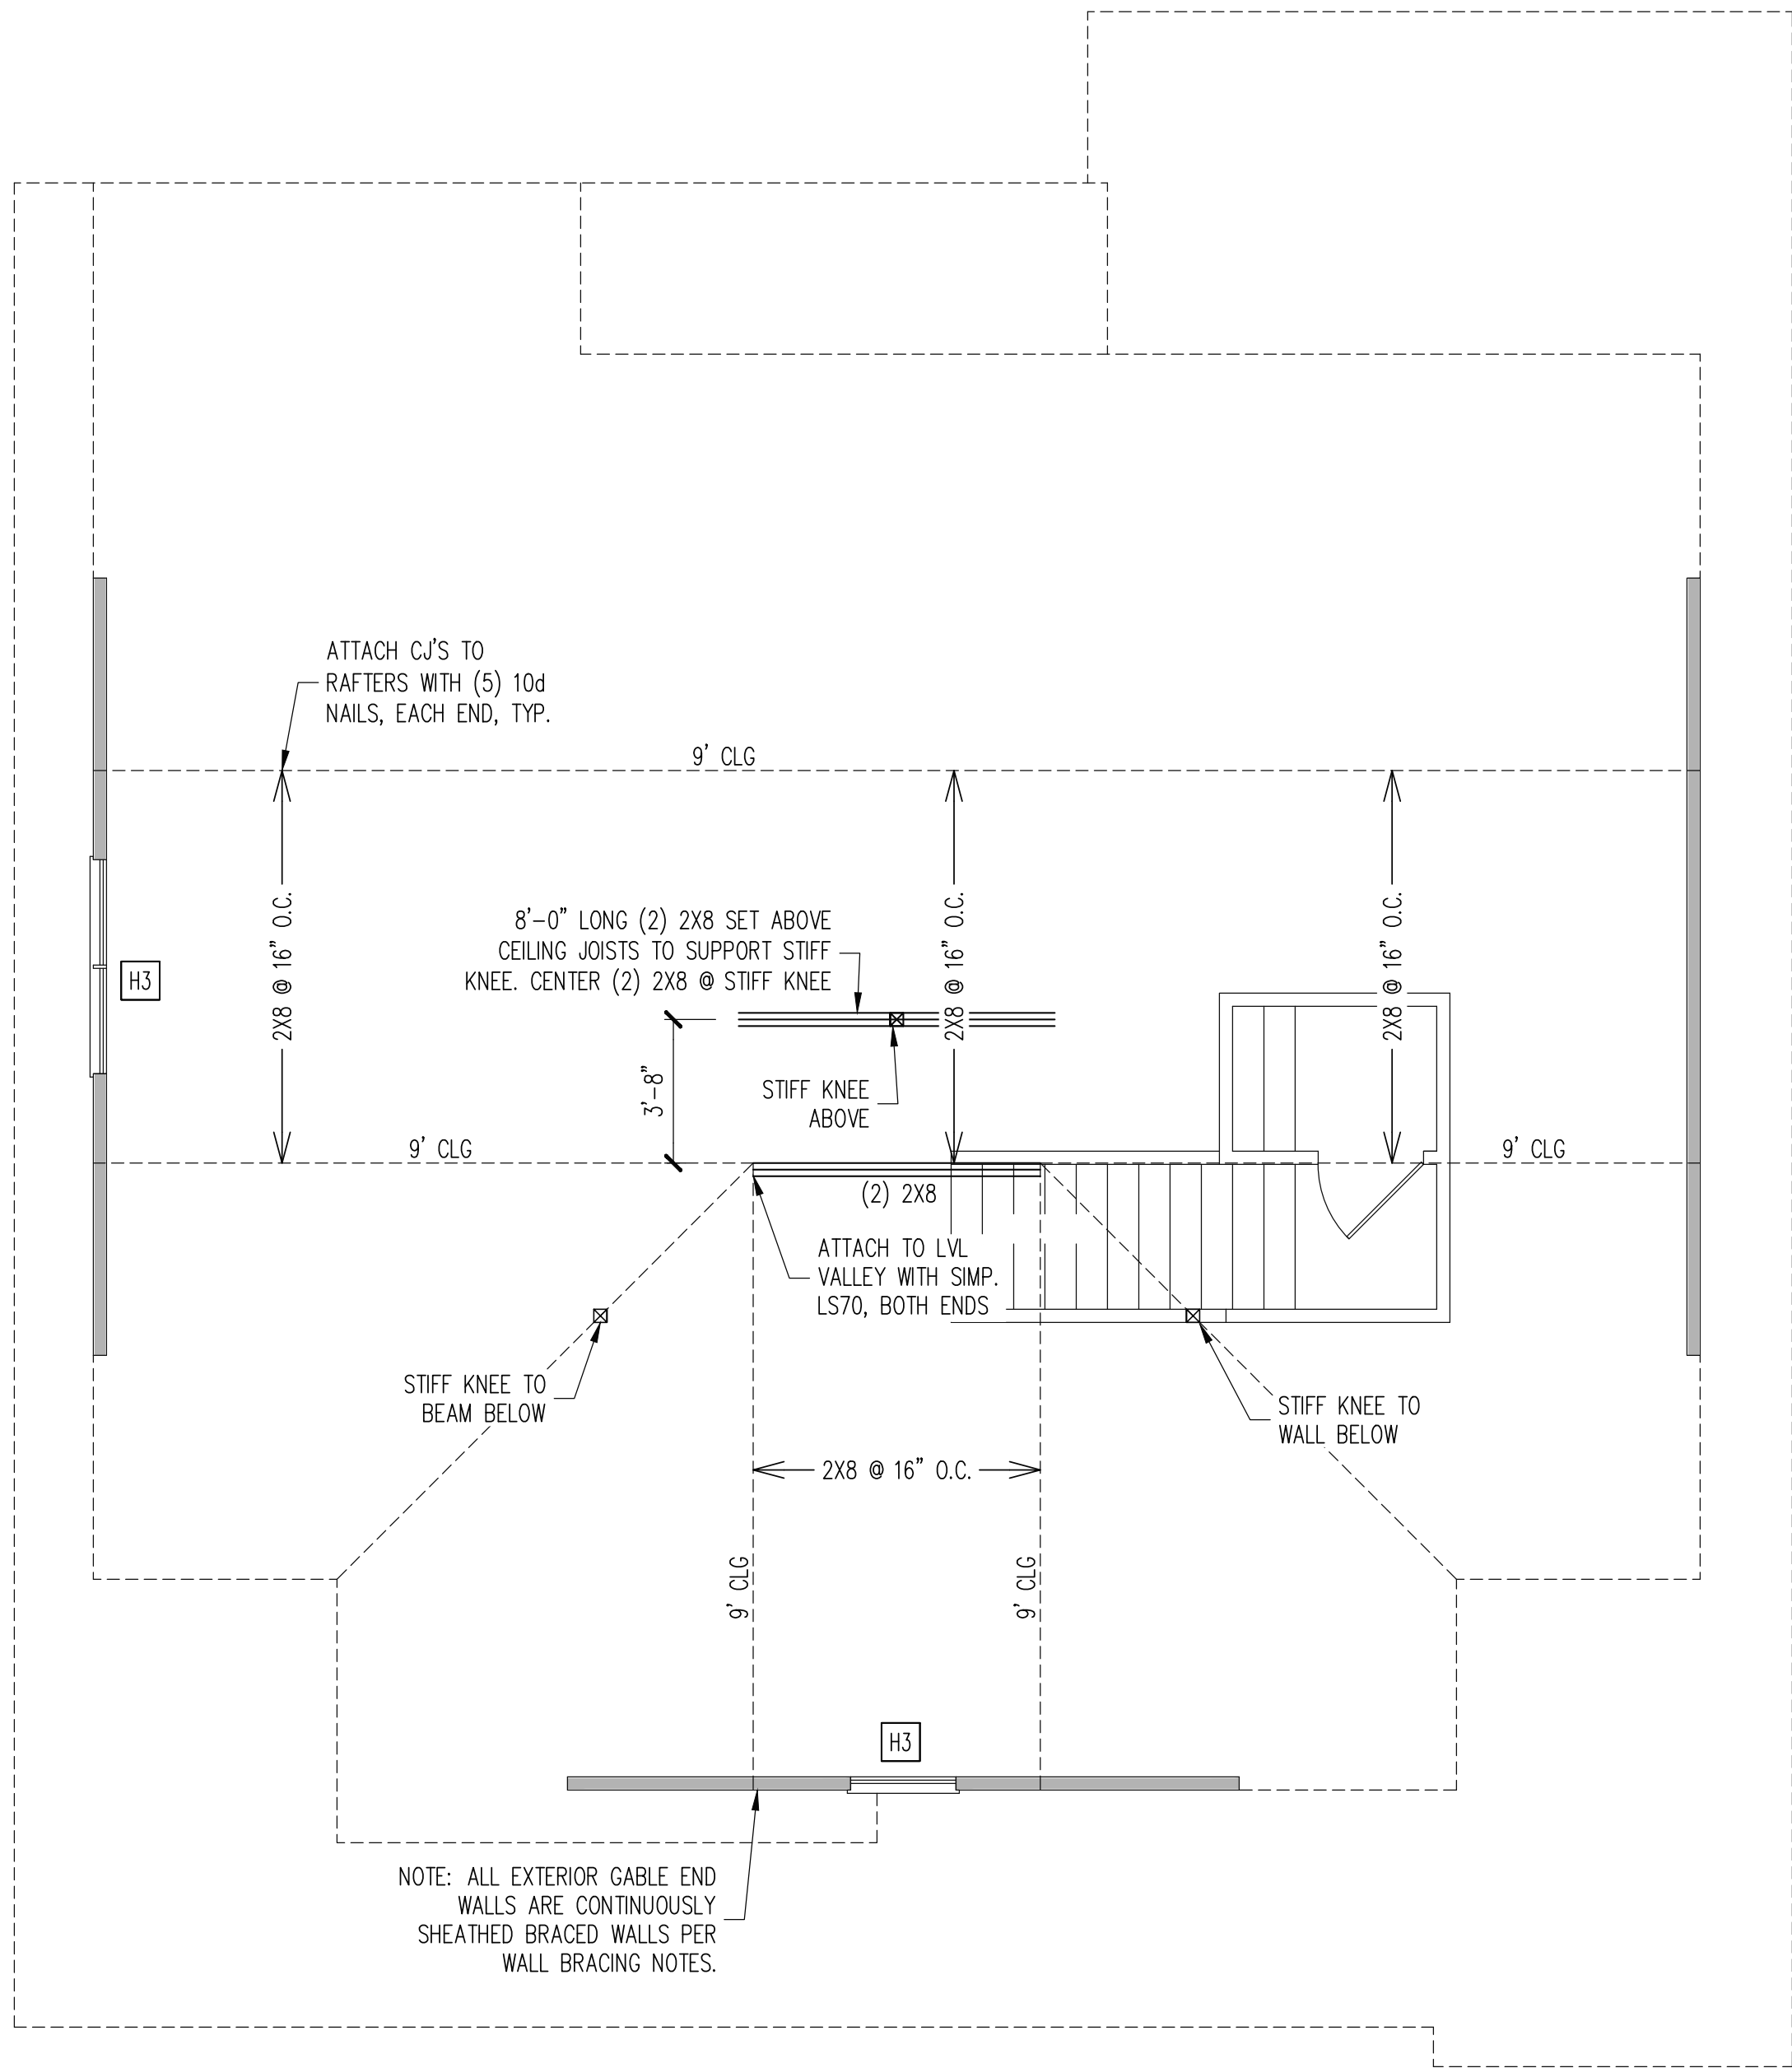 ATTACH CJ'S TO
RAFTERS WITH (5) 10d
NAILS, EACH END, TYP.
9' CLG
8'-0" LONG (2) 2X8 SET ABOVE
CEILING JOISTS TO SUPPORT STIFF
KNEE. CENTER (2) 2X8 @ STIFF KNEE
2X8 @ 16" O.C.
2X8 @ 16" O.C.
2X8 @ 16" O.C.
H3
3'-8"
STIFF KNEE
ABOVE
9' CLG
9' CLG
(2) 2X8
ATTACH TO LVL
VALLEY WITH SIMP.
LS70, BOTH ENDS
STIFF KNEE TO
BEAM BELOW
STIFF KNEE TO
WALL BELOW
2X8 @ 16" O.C.
9' CLG
9' CLG
H3
NOTE: ALL EXTERIOR GABLE END
WALLS ARE CONTINUOUSLY
SHEATHED BRACED WALLS PER
WALL BRACING NOTES.